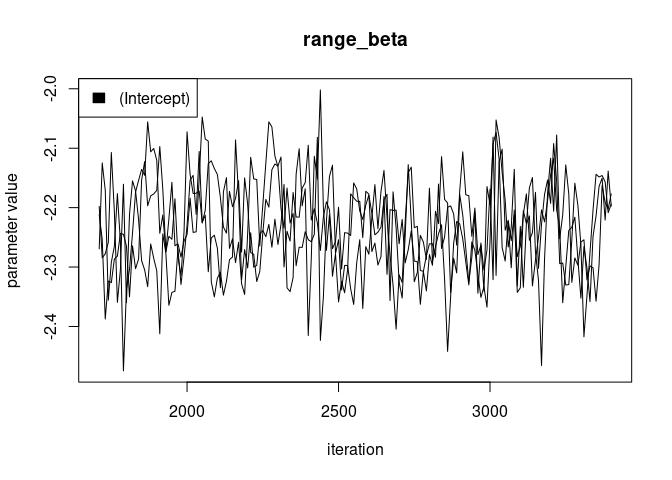 range_beta
(Intercept)
parameter value
-2.0
-2.1
-2.2
-2.3
-2.4
2000 2500 3000
iteration